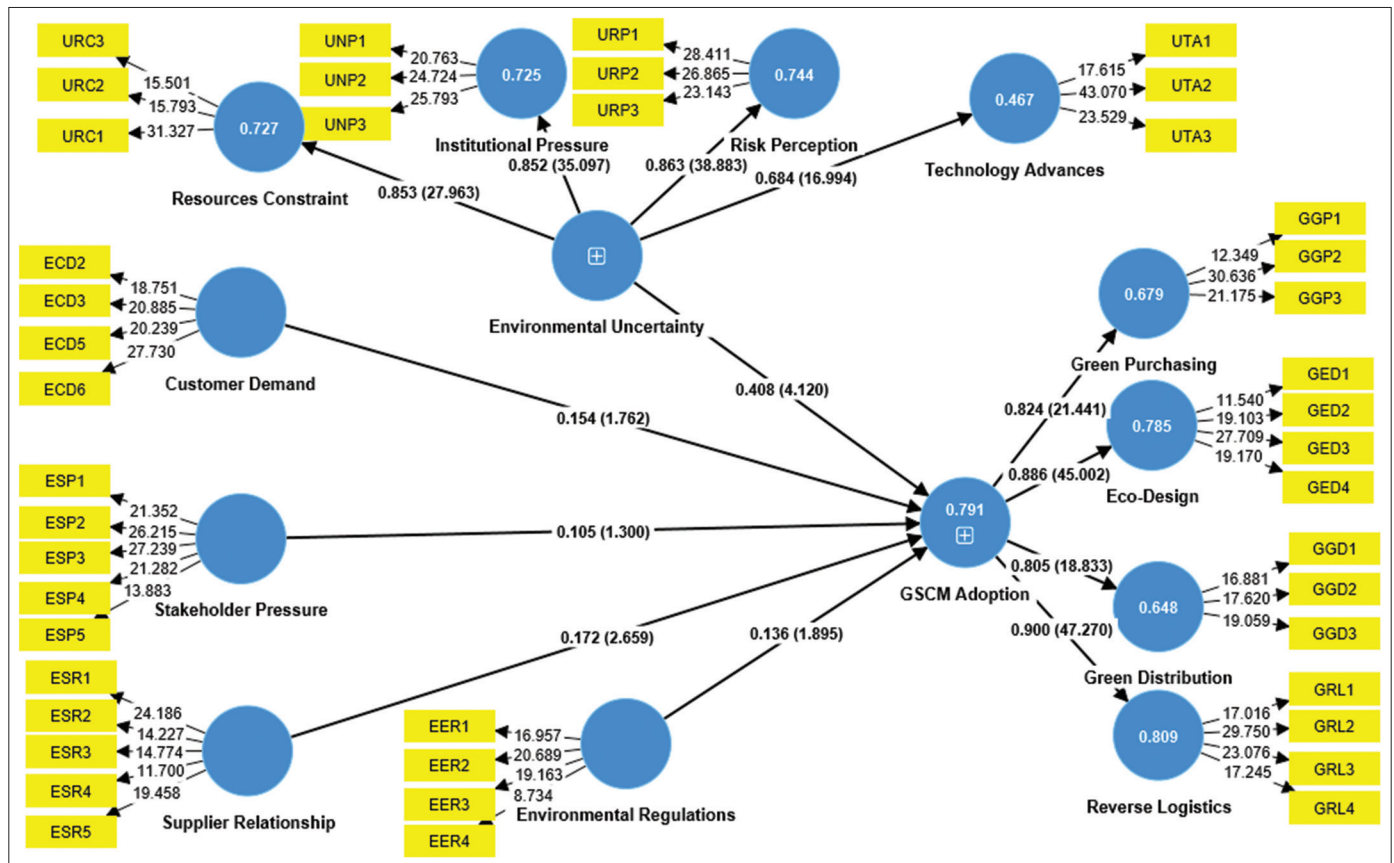 URC3
URC2
URC1
15.501
15.793
31.327
0.727
Resources Constraint
UNP1
UNP2
UNP3
20.763
24.724
25.793
0.725
Institutional Pressure
0.852 (35.097)
URP1
URP2
URP3
28.411
26.865
23.143
0.744
Risk Perception
0.863 (38.883)
UTA1
UTA2
UTA3
17.615
43.070
23.529
0.467
Technology Advances
0.684 (16.994)
0.853 (27.963)
Environmental Uncertainty
0.408 (4.120)
ECD2
ECD3
ECD5
ECD6
18.751
20.885
20.239
27.730
Customer Demand
0.154 (1.762)
ESP1
ESP2
ESP3
ESP4
ESP5
21.352
26.215
27.239
21.282
13.883
Stakeholder Pressure
0.105 (1.300)
ESR1
ESR2
ESR3
ESR4
ESR5
24.186
14.227
14.774
11.700
19.458
Supplier Relationship
0.172 (2.659)
EER1
EER2
EER3
EER4
16.957
20.689
19.163
8.734
Environmental Regulations
0.136 (1.895)
0.791
GSCM Adoption
GGP1
GGP2
GGP3
12.349
30.636
21.175
0.679
Green Purchasing
0.824 (21.441)
GED1
GED2
GED3
GED4
11.540
19.103
27.709
19.170
0.785
Eco-Design
0.886 (45.002)
GGD1
GGD2
GGD3
16.881
17.620
19.059
0.648
Green Distribution
0.805 (18.833)
GRL1
GRL2
GRL3
GRL4
17.016
29.750
23.076
17.245
0.809
Reverse Logistics
0.900 (47.270)